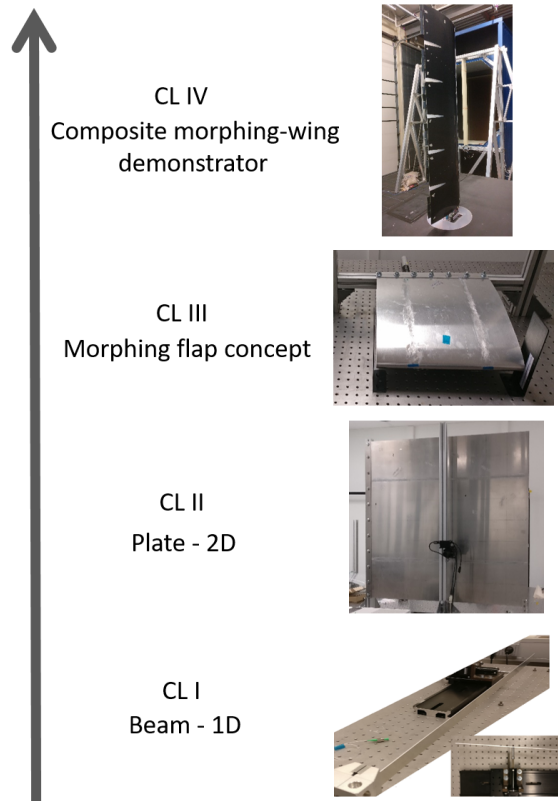 CL IV
Composite morphing-wing
demonstrator
CL III
Morphing flap concept
CL II
Plate - 2D
CL I
Beam - 1D